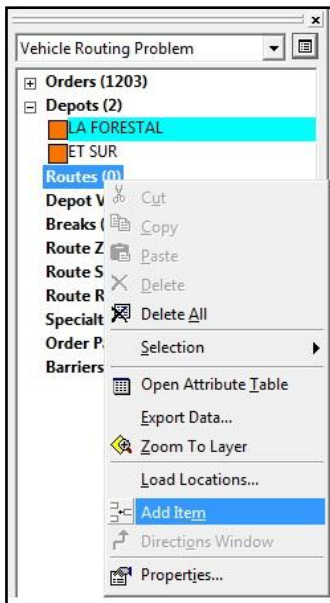 Vehicle Routing Problem
Orders (1203)
Depots (2)
LA FORESTAL
ET SUR
Routes (0)
Depot V
Breaks (
Route Z
Route S
Route R
Specialt
Order P
Barriers
Cut
Copy
Paste
Delete
Delete All
Selection
Open Attribute Table
Export Data...
Zoom To Layer
Load Locations...
Add Item
Directions Window
Properties...